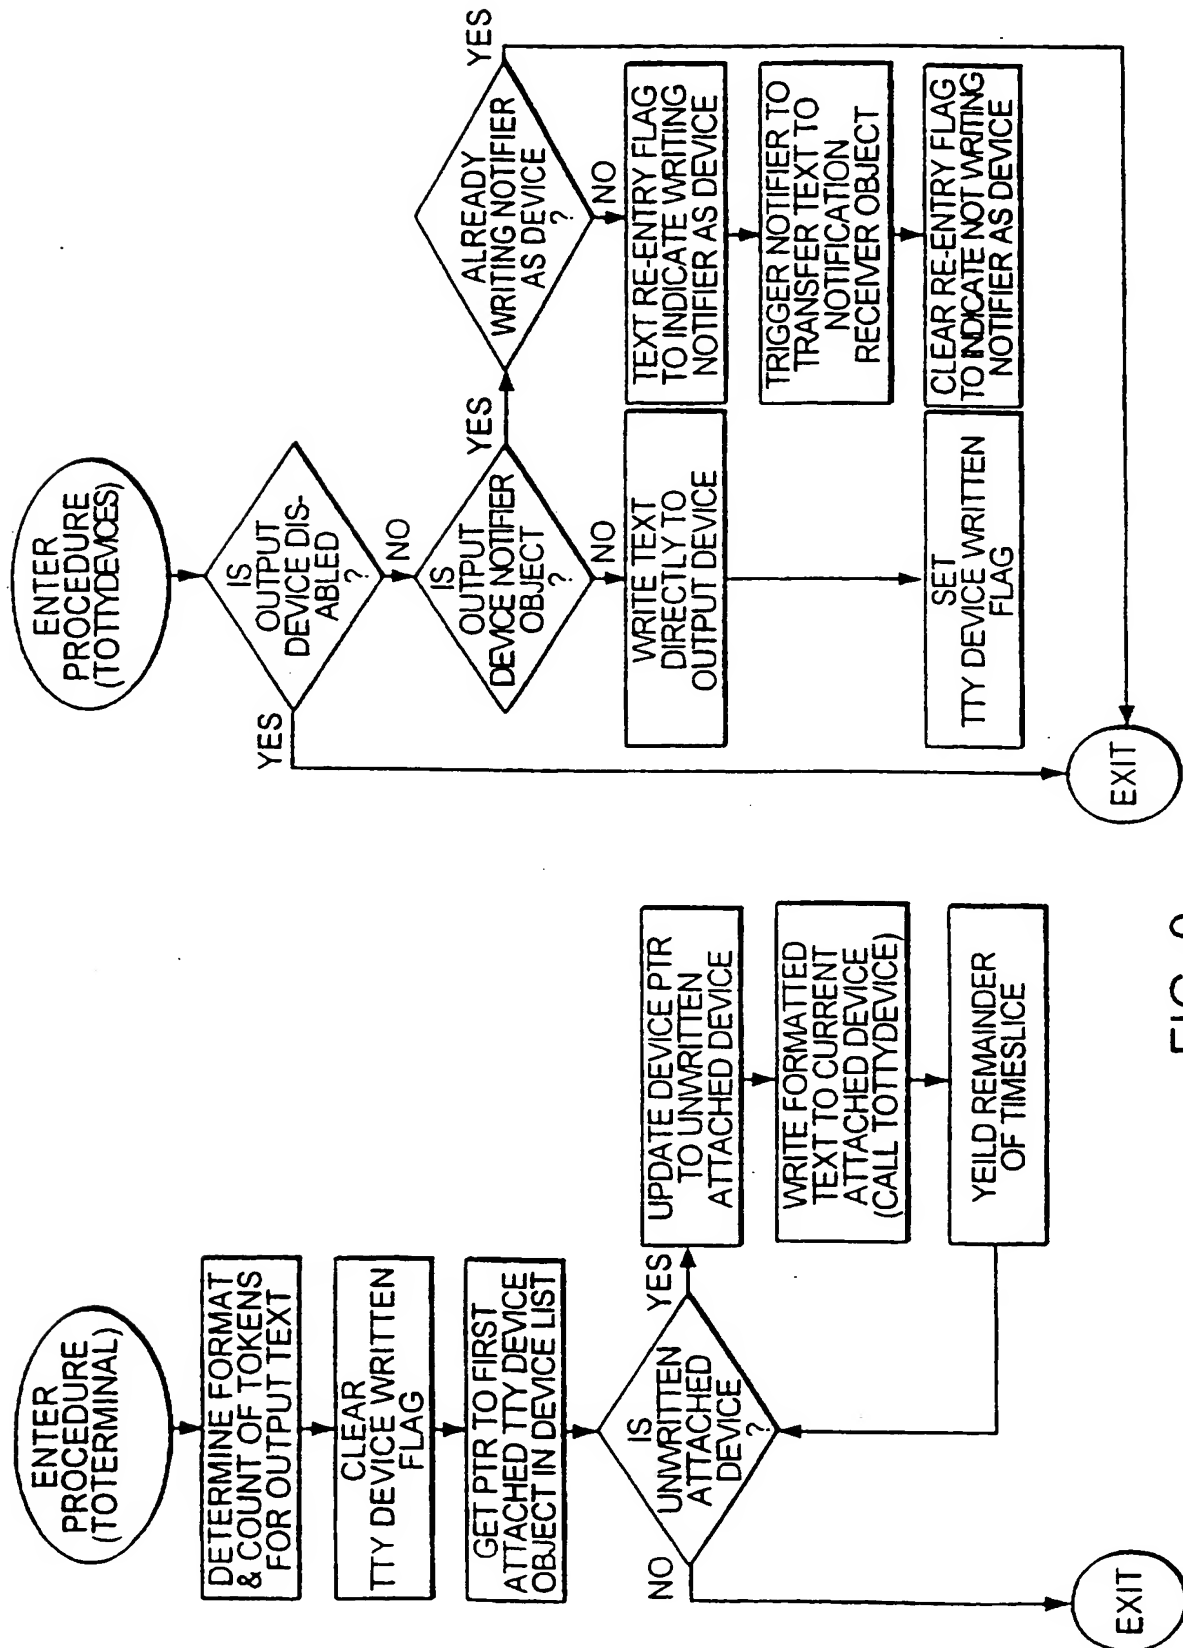 ENTER
PROCEDURE
(TOTERMINAL)
DETERMINE FORMAT
& COUNT OF TOKENS
FOR OUTPUT TEXT
CLEAR
TTY DEVICE WRITTEN
FLAG
GET PTR TO FIRST
ATTACHED TTY DEVICE
OBJECT IN DEVICE LIST
IS
UNWRITTEN
ATTACHED
DEVICE
?
YES
NO
UPDATE DEVICE PTR
TO UNWRITTEN
ATTACHED DEVICE
WRITE FORMATTED
TEXT TO CURRENT
ATTACHED DEVICE
(CALL TOTTYDEVICE)
YEILD REMAINDER
OF TIMESLICE
EXIT
ENTER
PROCEDURE
(TOTTYDEVICES)
IS
OUTPUT
DEVICE DIS-
ABLED
?
YES
NO
IS
OUTPUT
DEVICE NOTIFIER
OBJECT
?
YES
NO
ALREADY
WRITING NOTIFIER
AS DEVICE
?
YES
NO
WRITE TEXT
DIRECTLY TO
OUTPUT DEVICE
TEXT RE-ENTRY FLAG
TO INDICATE WRITING
NOTIFIER AS DEVICE
TRIGGER NOTIFIER TO
TRANSFER TEXT TO
NOTIFICATION
RECEIVER OBJECT
SET
TTY DEVICE WRITTEN
FLAG
CLEAR RE-ENTRY FLAG
TO INDICATE NOT WRITING
NOTIFIER AS DEVICE
EXIT